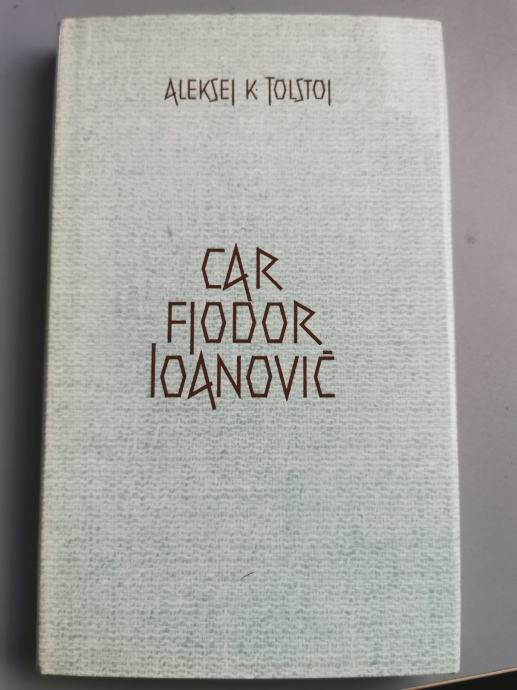 ALEKSEJ K. TOLSTOJ
CAR
FJODOR
IOANOVIČ